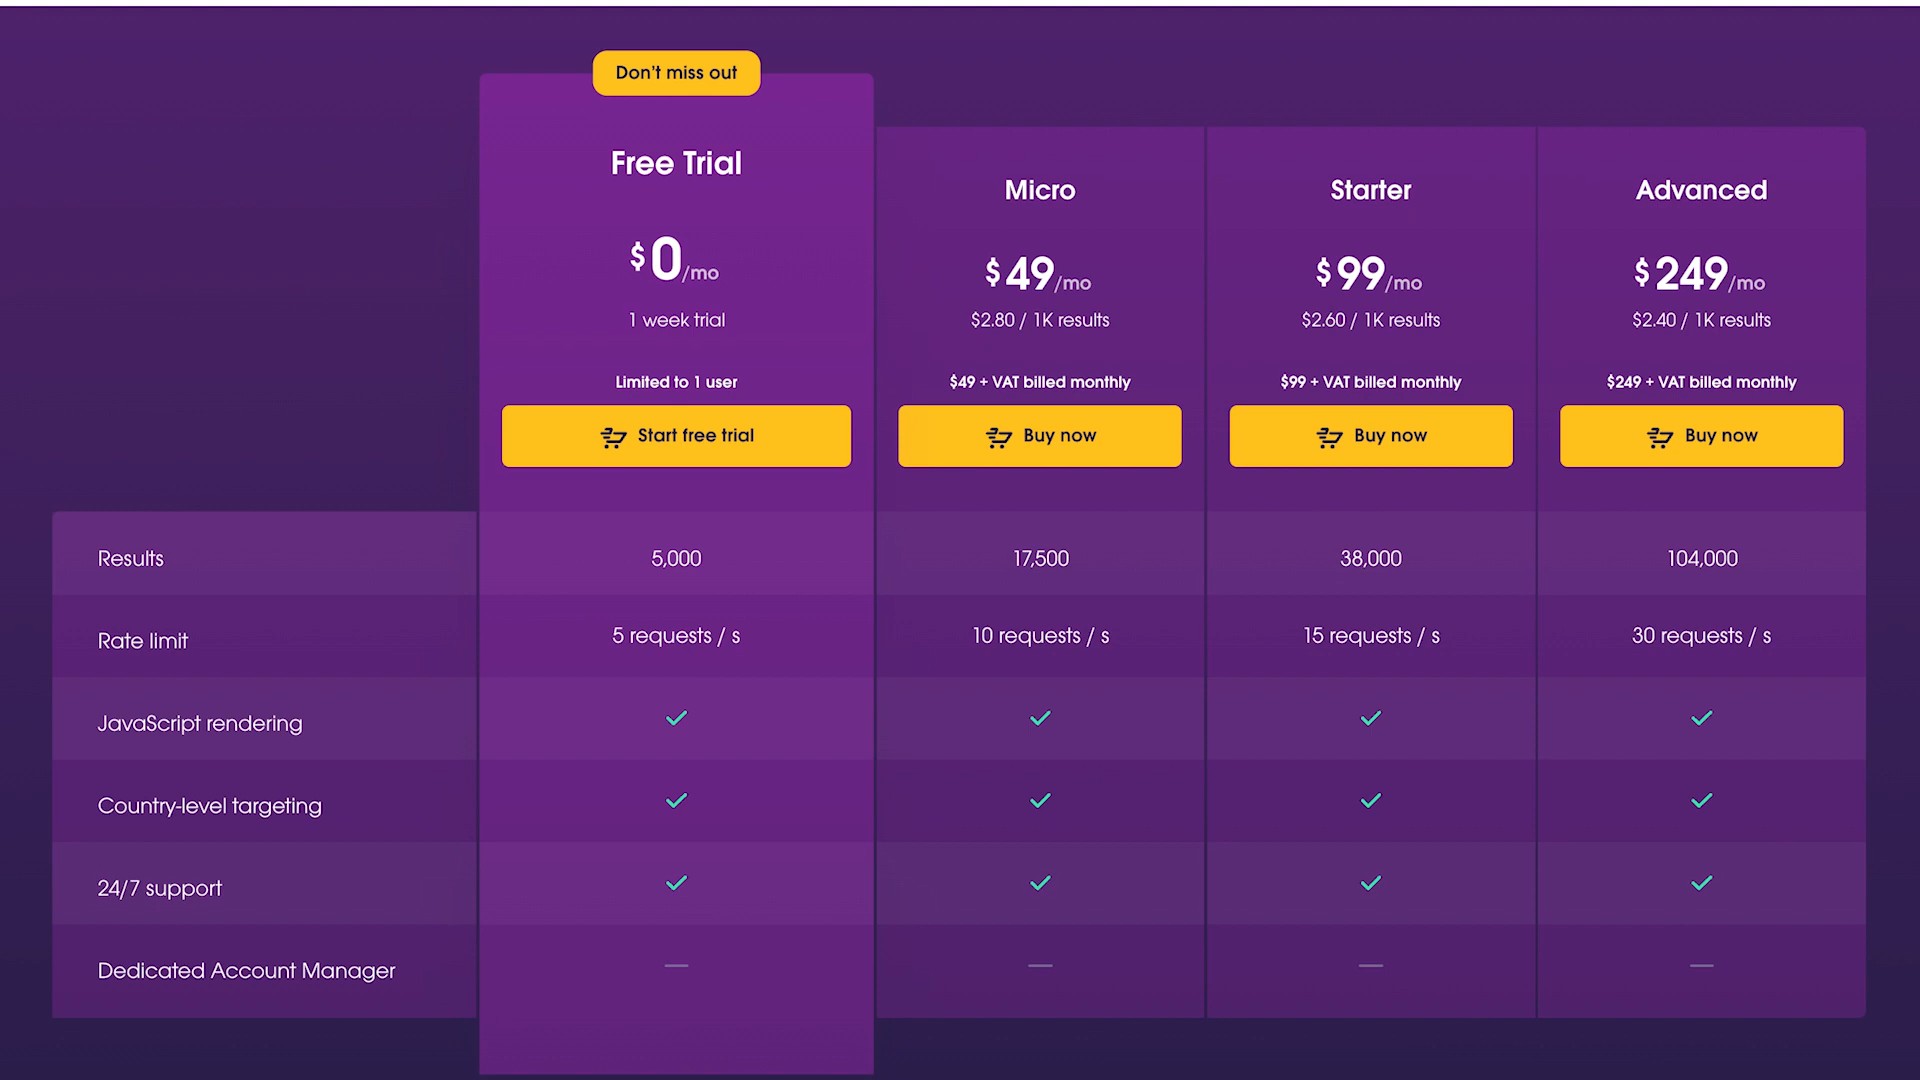 Don't miss out
Free Trial
$0/mo
1 week trial
Limited to 1 user
Start free trial
Micro
$49/mo
$2.80 / 1K results
$49 + VAT billed monthly
Buy now
Starter
$99/mo
$2.60 / 1K results
$99 + VAT billed monthly
Buy now
Advanced
$249/mo
$2.40 / 1K results
$249 + VAT billed monthly
Buy now
Results 5,000 17,500 38,000 104,000
Rate limit 5 requests / s 10 requests / s 15 requests / s 30 requests / s
JavaScript rendering
Country-level targeting
24/7 support
Dedicated Account Manager